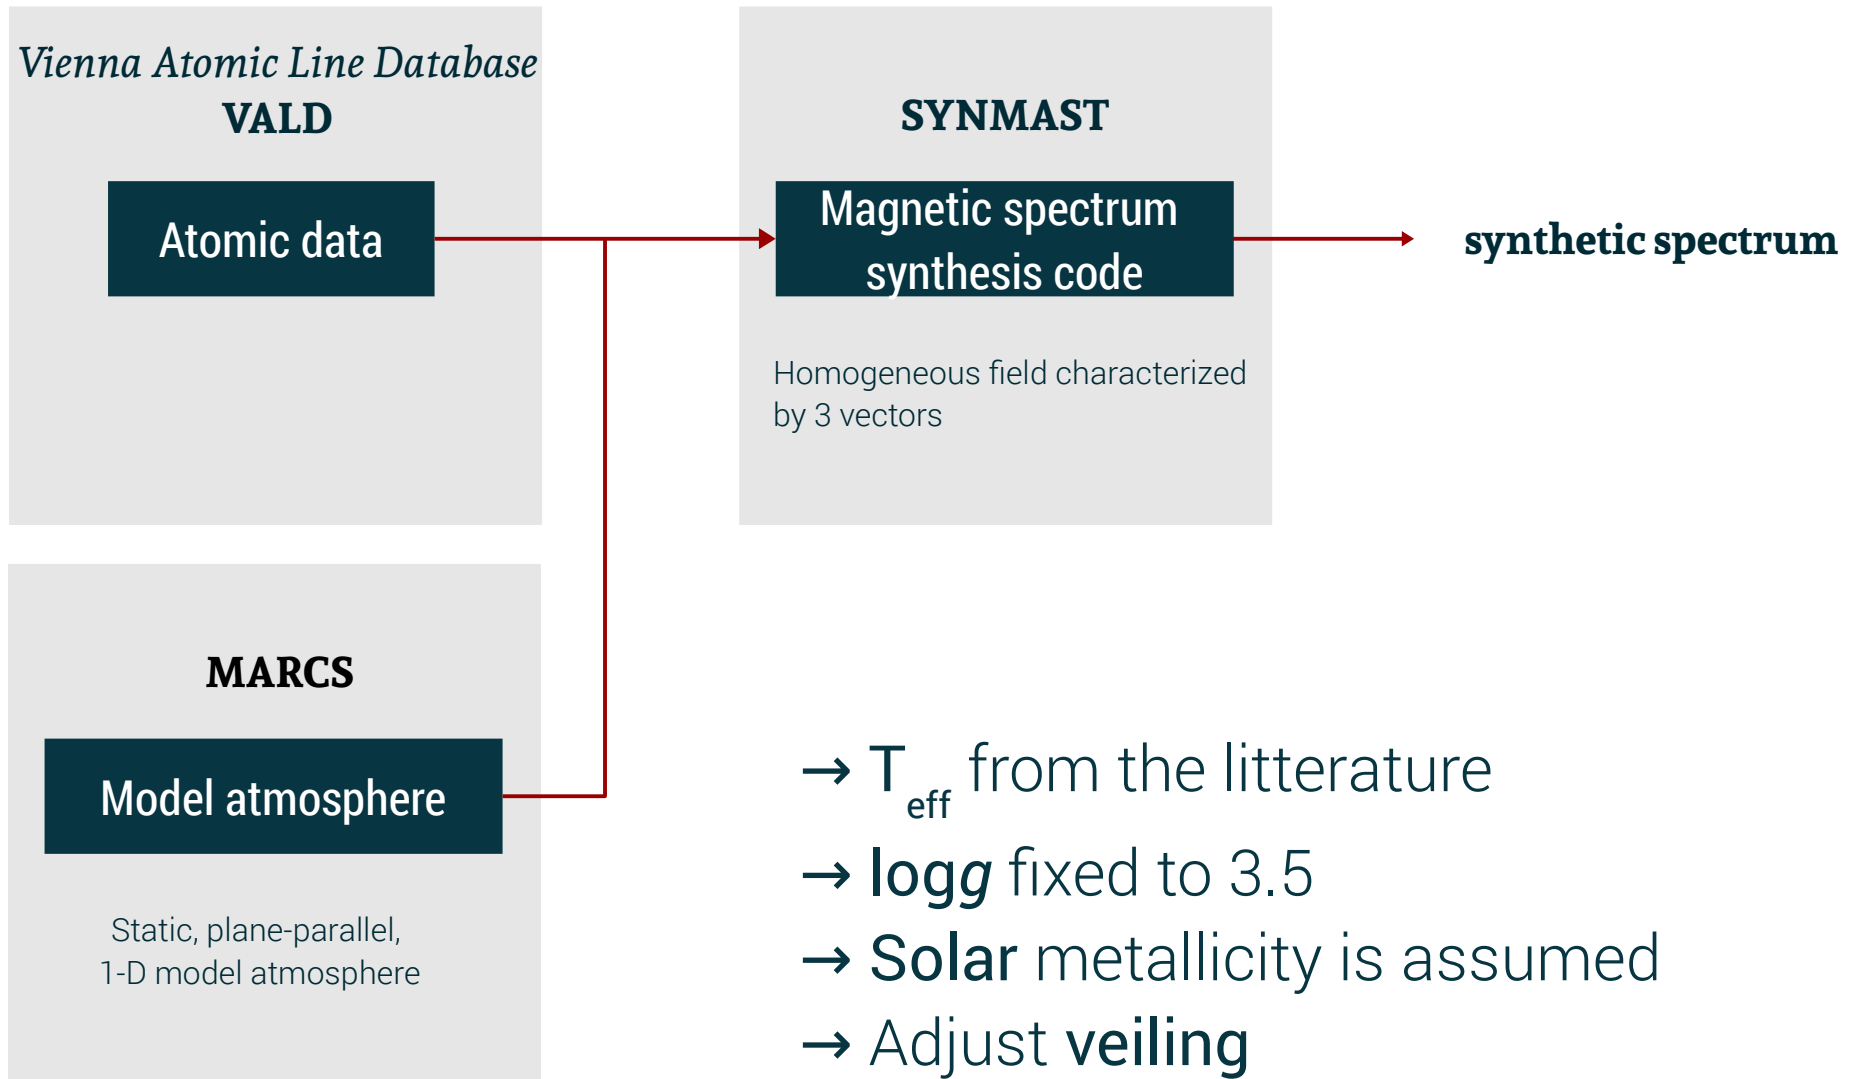 Vienna Atomic Line Database
VALD
Atomic data
SYNMAST
Magnetic spectrum
synthesis code
Homogeneous field characterized
by 3 vectors
synthetic spectrum
MARCS
Model atmosphere
Static, plane-parallel,
1-D model atmosphere
→ Teff from the litterature
→ logg fixed to 3.5
→ Solar metallicity is assumed
→ Adjust veiling